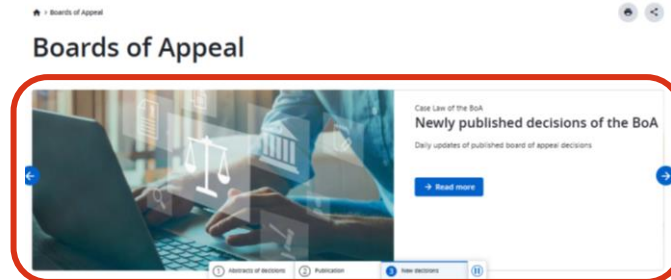 > Boards of Appeal
Boards of Appeal
Case Law of the BoA
Newly published decisions of the BoA
Daily updates of published board of appeal decisions
→ Read more
1 Abstracts of decisions 2 Publication 3 New decisions